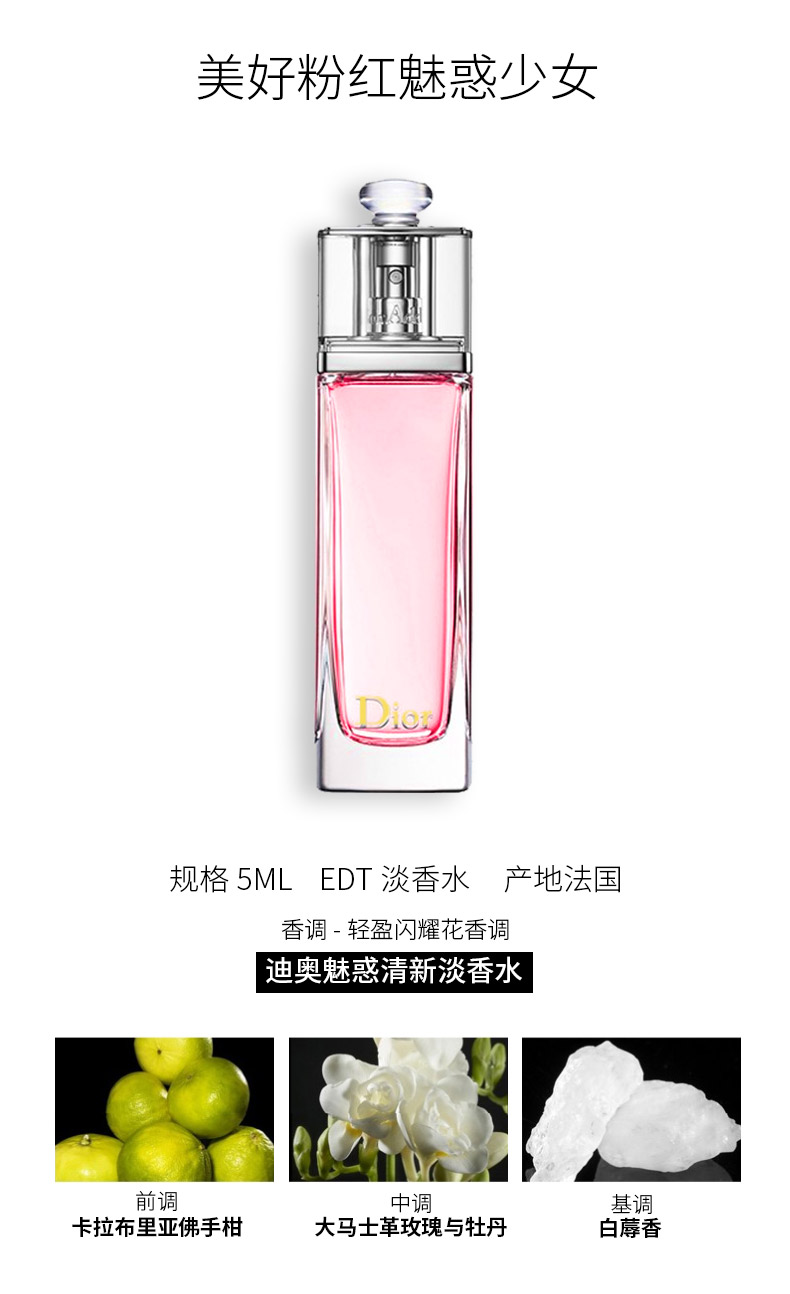 美好粉红魅惑少女
Dior
规格 5ML EDT 淡香水 产地法国
香调 - 轻盈闪耀花香调
迪奥魅惑清新淡香水
前调
卡拉布里亚佛手柑
中调
大马士革玫瑰与牡丹
基调
白麝香